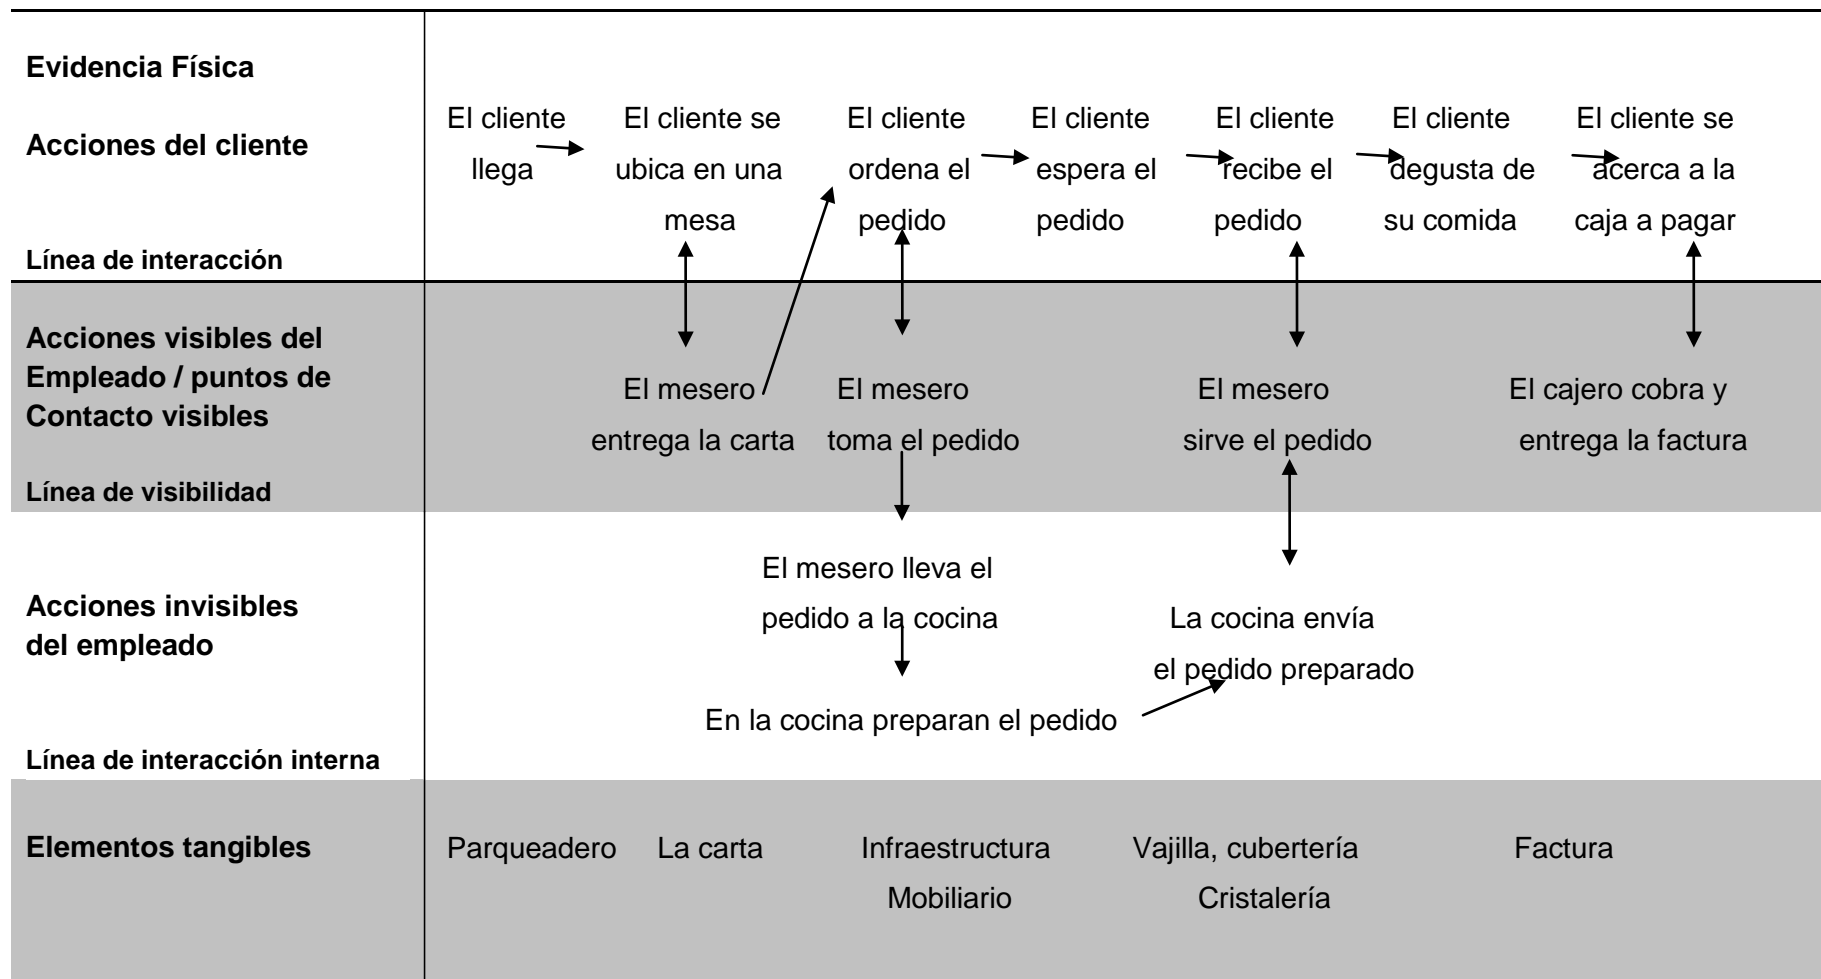 Evidencia Física
Acciones del cliente
El cliente
llega
El cliente se
ubica en una
mesa
El cliente
ordena el
pedido
El cliente
espera el
pedido
El cliente
recibe el
pedido
El cliente
degusta de
su comida
El cliente se
acerca a la
caja a pagar
Línea de interacción
Acciones visibles del
Empleado / puntos de
Contacto visibles
El mesero
entrega la carta
El mesero
toma el pedido
El mesero
sirve el pedido
El cajero cobra y
entrega la factura
Línea de visibilidad
Acciones invisibles
del empleado
El mesero lleva el
pedido a la cocina
En la cocina preparan el pedido
La cocina envía
el pedido preparado
Línea de interacción interna
Elementos tangibles
Parqueadero
La carta
Infraestructura
Mobiliario
Vajilla, cubertería
Cristalería
Factura